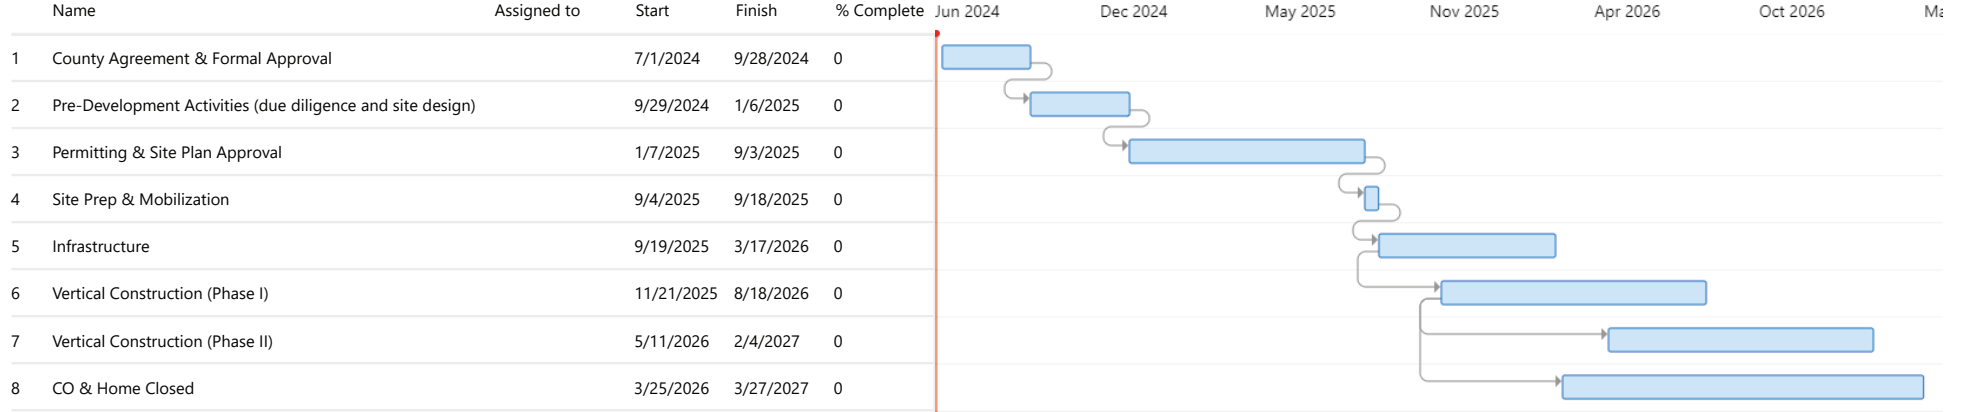 Name Assigned to Start Finish % Complete Jun 2024 Dec 2024 May 2025 Nov 2025 Apr 2026 Oct 2026
1 County Agreement & Formal Approval 7/1/2024 9/28/2024 0
2 Pre-Development Activities (due diligence and site design) 9/29/2024 1/6/2025 0
3 Permitting & Site Plan Approval 1/7/2025 9/3/2025 0
4 Site Prep & Mobilization 9/4/2025 9/18/2025 0
5 Infrastructure 9/19/2025 3/17/2026 0
6 Vertical Construction (Phase I) 11/21/2025 8/18/2026 0
7 Vertical Construction (Phase II) 5/11/2026 2/4/2027 0
8 CO & Home Closed 3/25/2026 3/27/2027 0